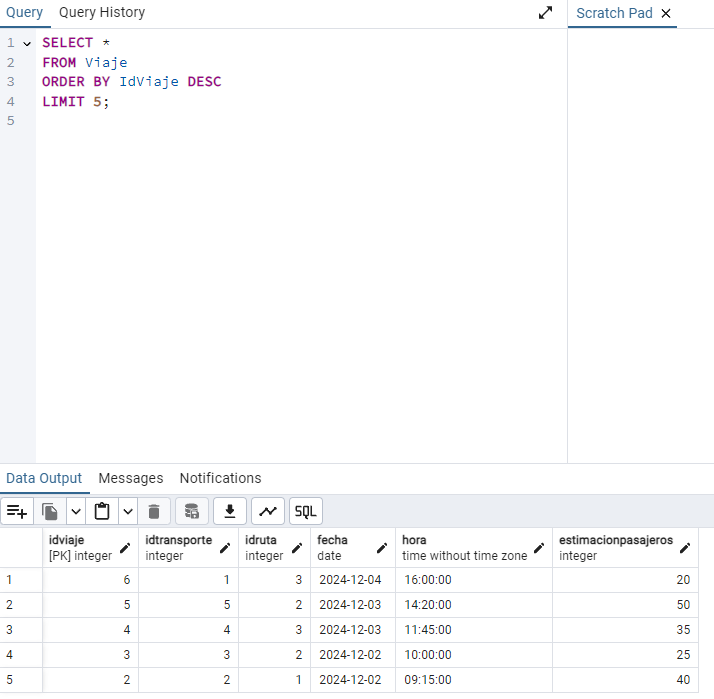 Query Query History Scratch Pad
1 SELECT *
2 FROM Viaje
3 ORDER BY IdViaje DESC
4 LIMIT 5;
5
Data Output Messages Notifications
SQL
idviaje idtransporte idruta fecha hora estimacionpasajeros
[PK] integer integer integer date time without time zone integer
1 6 1 3 2024-12-04 16:00:00 20
2 5 5 2 2024-12-03 14:20:00 50
3 4 4 3 2024-12-03 11:45:00 35
4 3 3 2 2024-12-02 10:00:00 25
5 2 2 1 2024-12-02 09:15:00 40